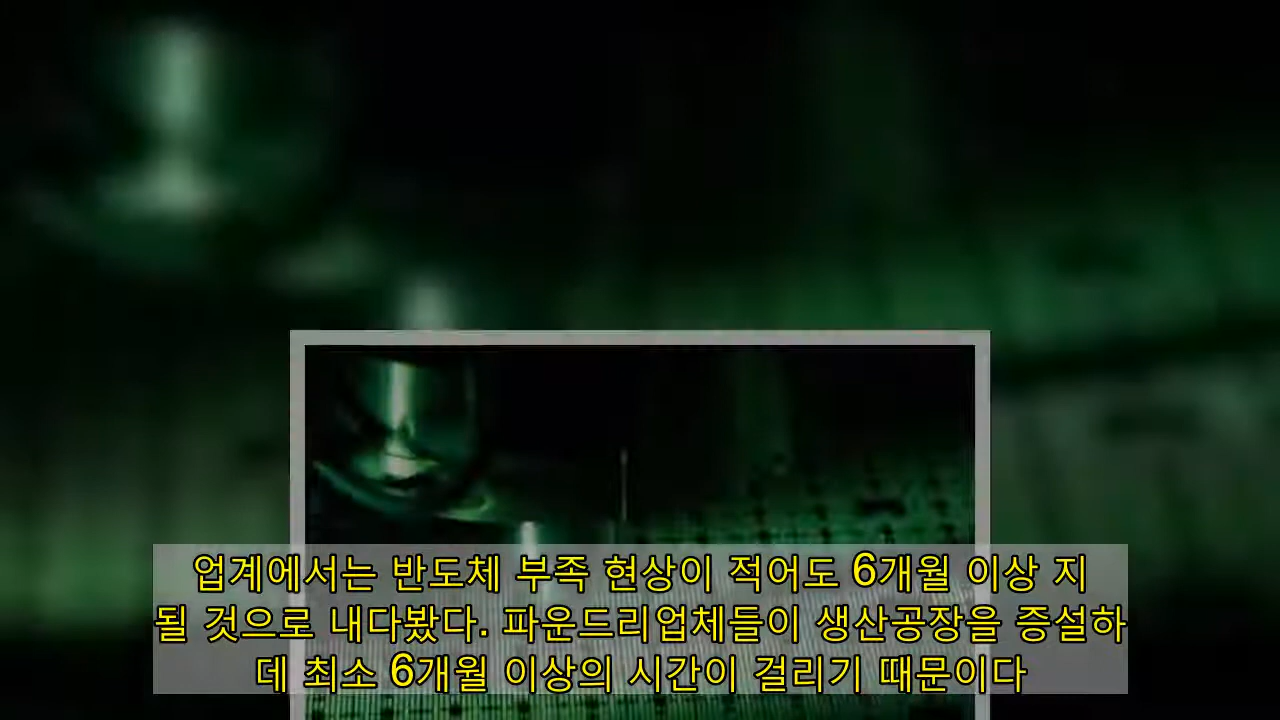 업계에서는 반도체 부족 현상이 적어도 6개월 이상 지
될 것으로 내다봤다. 파운드리업체들이 생산공장을 증설하
데 최소 6개월 이상의 시간이 걸리기 때문이다